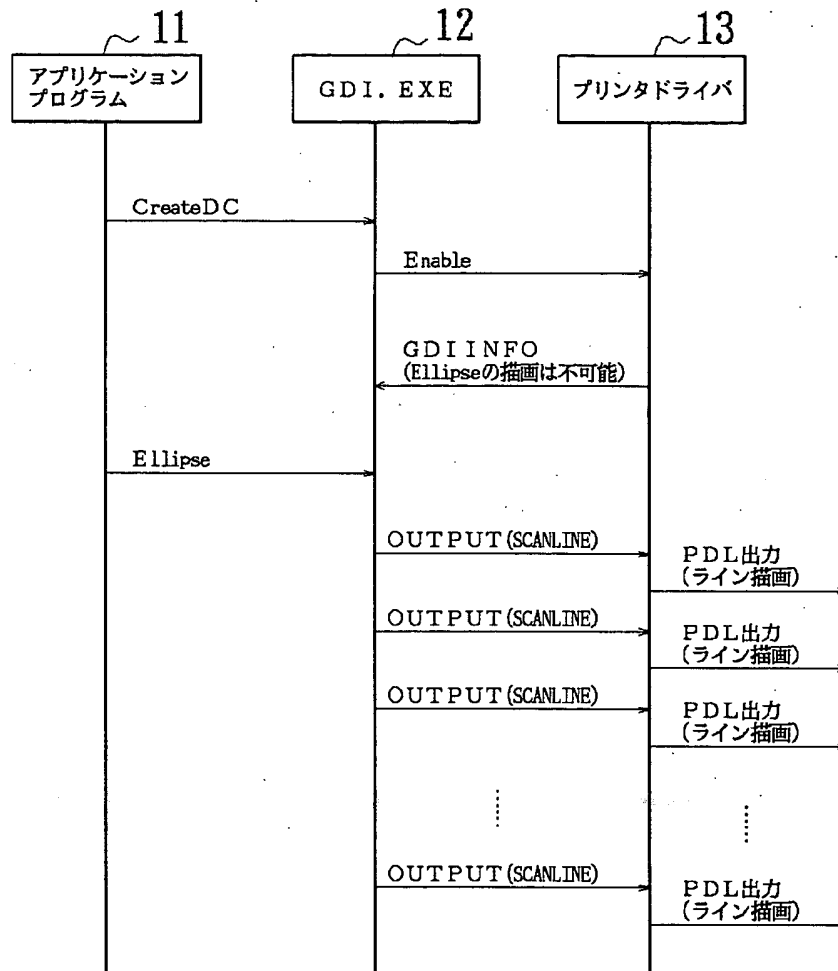 11
12
13
アプリケーション
プログラム
ＧＤＩ．ＥＸＥ
プリンタドライバ
CreateＤＣ
Enable
ＧＤＩＩＮＦＯ
(Ellipseの描画は不可能)
Ellipse
ＯＵＴＰＵＴ(SCANLINE)
ＰＤＬ出力
(ライン描画)
ＯＵＴＰＵＴ(SCANLINE)
ＰＤＬ出力
(ライン描画)
ＯＵＴＰＵＴ(SCANLINE)
ＰＤＬ出力
(ライン描画)
ＯＵＴＰＵＴ(SCANLINE)
ＰＤＬ出力
(ライン描画)